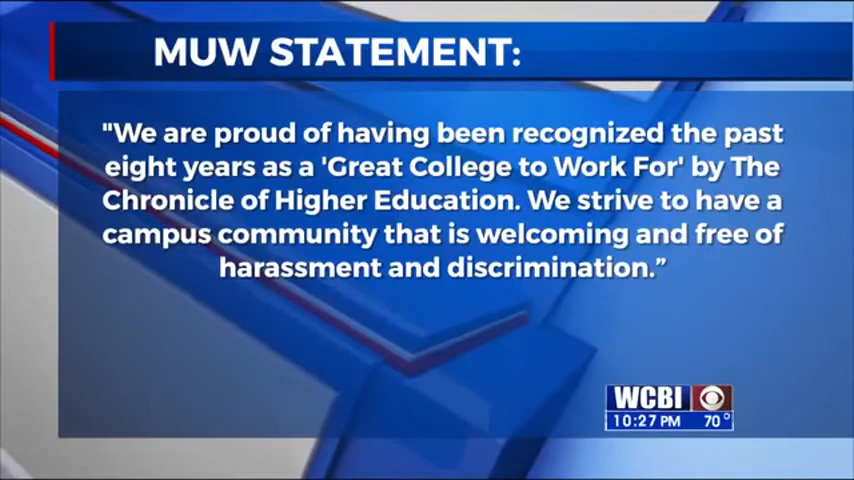 MUW STATEMENT:
"We are proud of having been recognized the past
eight years as a 'Great College to Work For' by The
Chronicle of Higher Education. We strive to have a
campus community that is welcoming and free of
harassment and discrimination.”
WCBI
10:27 PM 70°